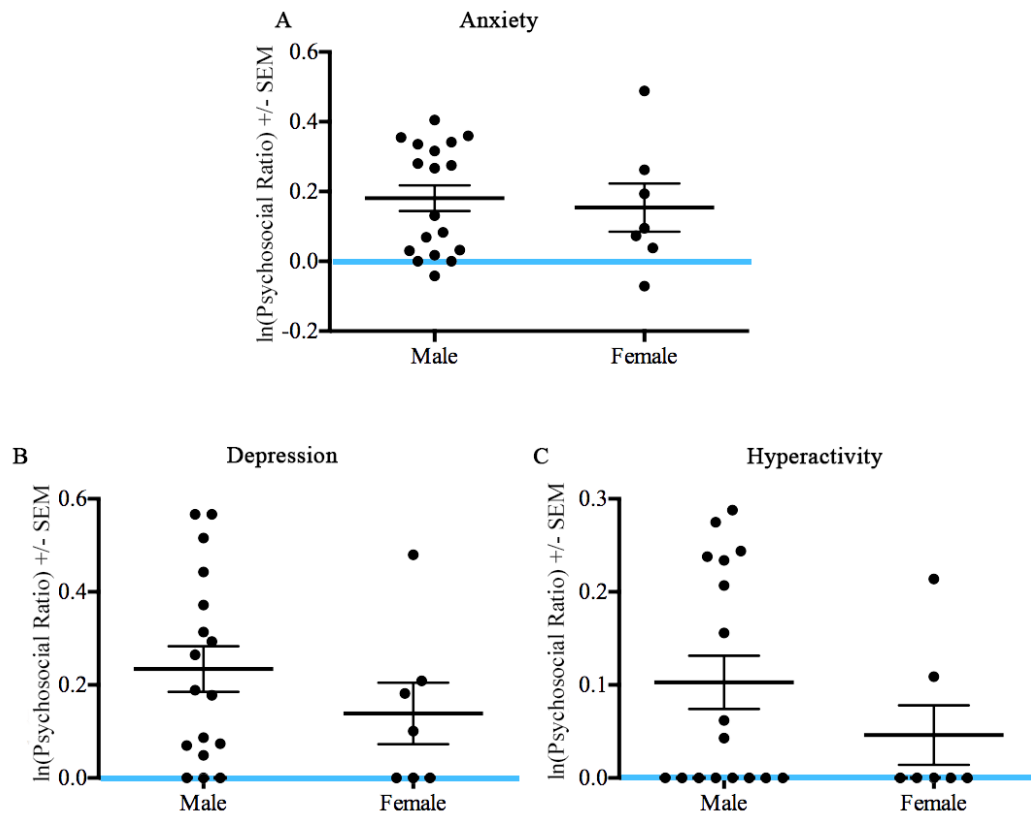 A
Anxiety
ln(Psychosocial Ratio) +/- SEM
0.6
0.4
0.2
0.0
-0.2
Male
Female
B
Depression
ln(Psychosocial Ratio) +/- SEM
0.6
0.4
0.2
0.0
Male
Female
C
Hyperactivity
ln(Psychosocial Ratio) +/- SEM
0.3
0.2
0.1
0.0
Male
Female